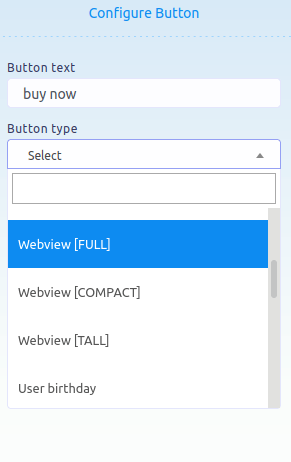 Configure Button
Button text
buy now
Button type
Select
Webview [FULL]
Webview [COMPACT]
Webview [TALL]
User birthday